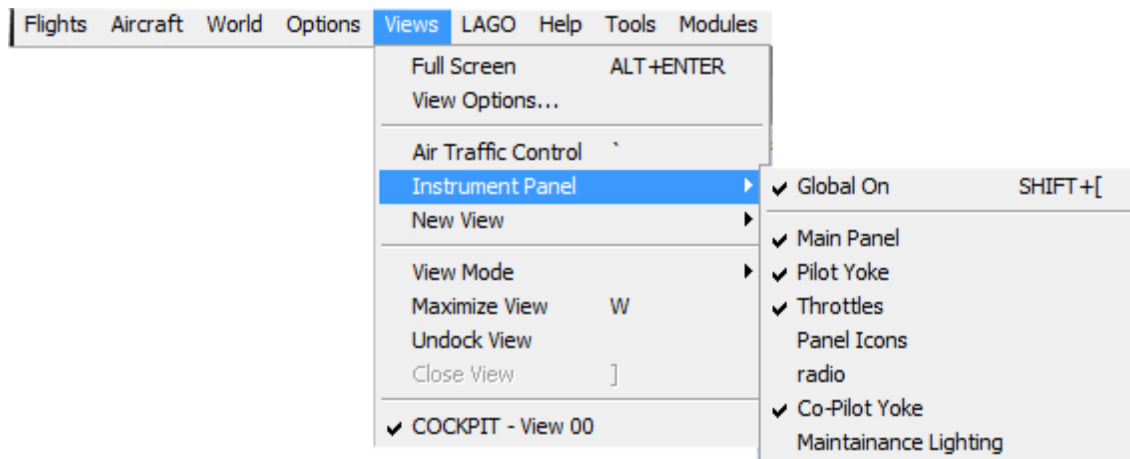 Flights Aircraft World Options Views LAGO Help Tools Modules
Full Screen ALT+ENTER
View Options...
Air Traffic Control `
Instrument Panel
New View
View Mode
Maximize View W
Undock View
Close View ]
COCKPIT - View 00
Global On SHIFT+[
Main Panel
Pilot Yoke
Throttles
Panel Icons
radio
Co-Pilot Yoke
Maintainance Lighting